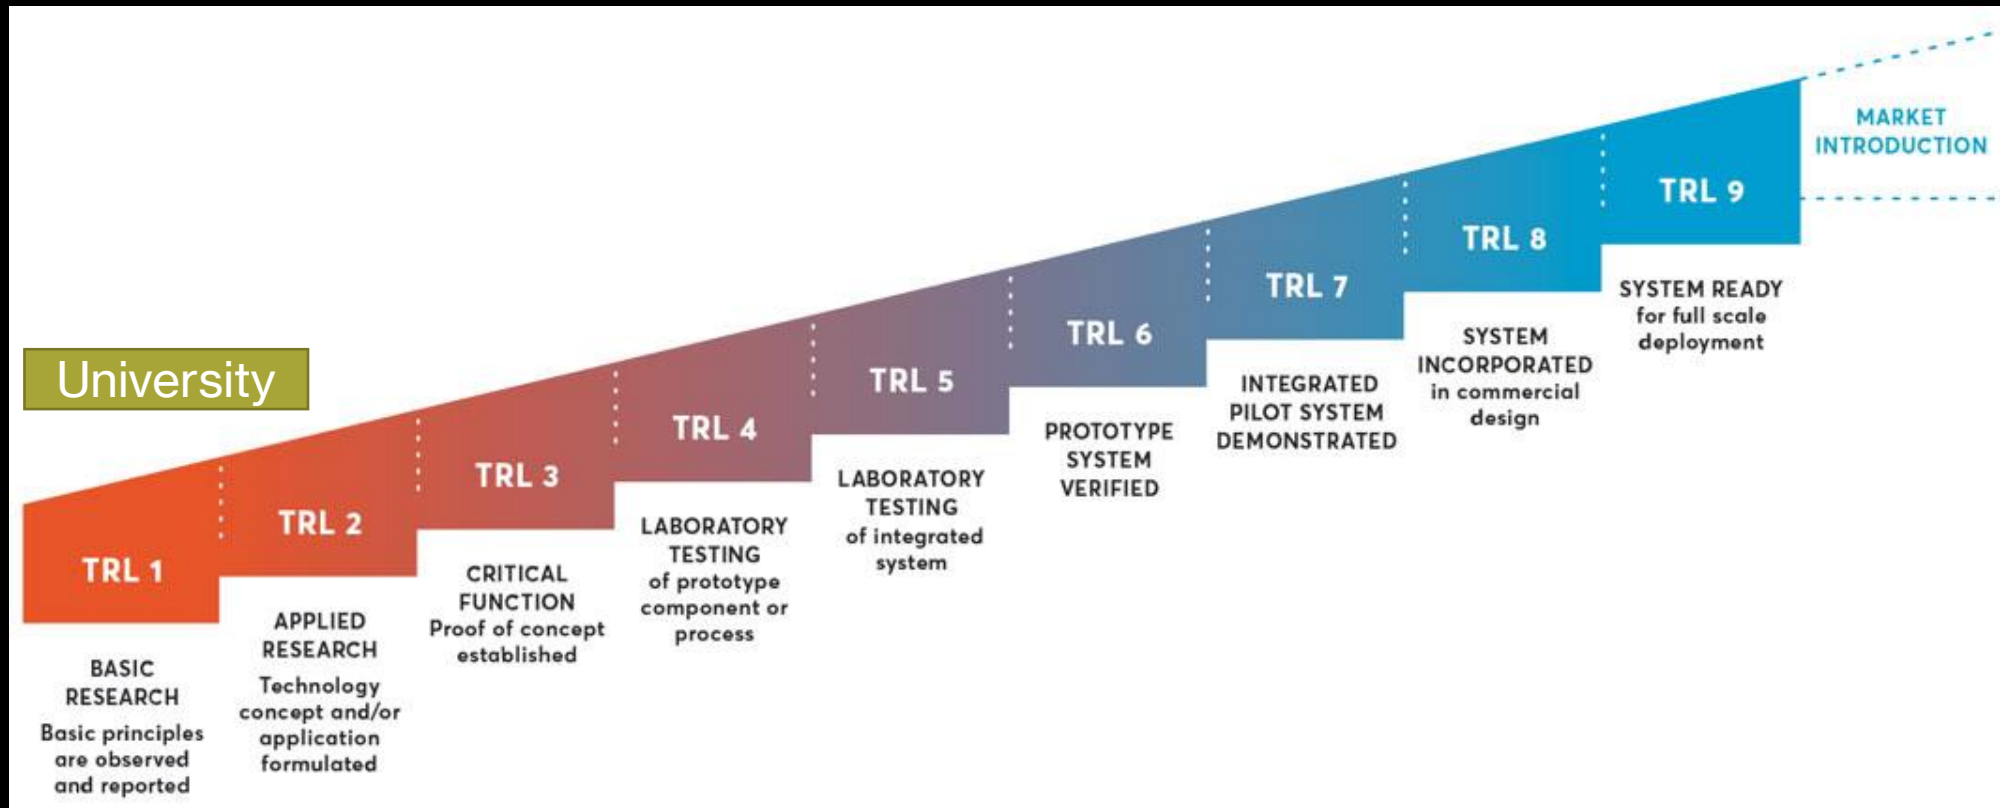 University
TRL 1
BASIC
RESEARCH
Basic principles
are observed
and reported
TRL 2
APPLIED
RESEARCH
Technology
concept and/or
application
formulated
TRL 3
CRITICAL
FUNCTION
Proof of concept
established
TRL 4
LABORATORY
TESTING
of prototype
component or
process
TRL 5
LABORATORY
TESTING
of integrated
system
TRL 6
PROTOTYPE
SYSTEM
VERIFIED
TRL 7
INTEGRATED
PILOT SYSTEM
DEMONSTRATED
TRL 8
SYSTEM
INCORPORATED
in commercial
design
TRL 9
SYSTEM READY
for full scale
deployment
MARKET
INTRODUCTION